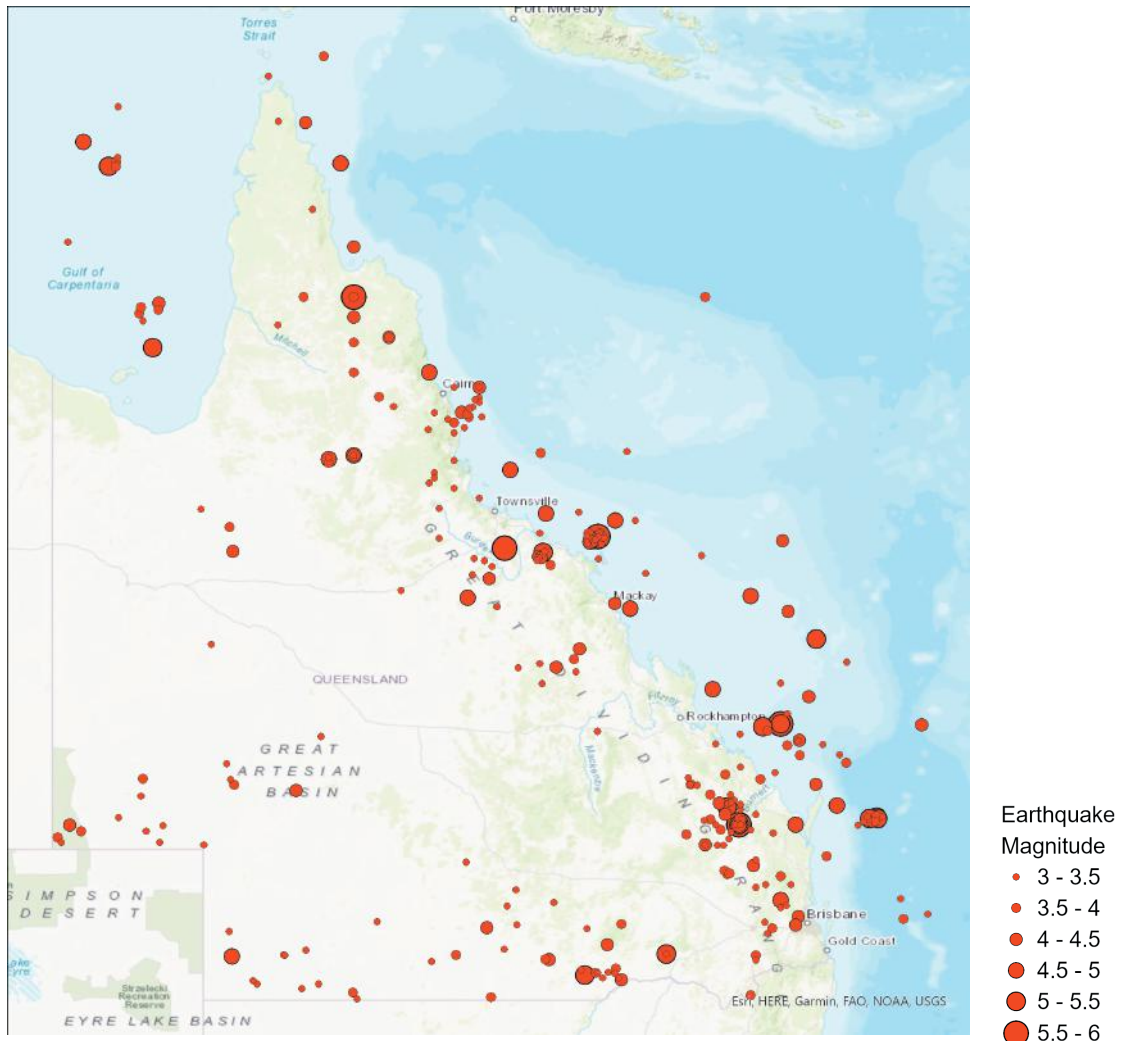 Port Moresby
Torres
Strait
Gulf of
Carpentaria
Mitchell
Cairns
Townsville
Mackay
QUEENSLAND
Fitzroy
Rockhampton
GREAT
ARTESIAN
BASIN
Mackenzie
GREAT DIVIDING RANG
SIMPSON
DESERT
Brisbane
Gold Coast
Strzelecki
Recreation
Reserve
EYRE LAKE BASIN
Esri, HERE, Garmin, FAO, NOAA, USGS
Earthquake
Magnitude
3 - 3.5
3.5 - 4
4 - 4.5
4.5 - 5
5 - 5.5
5.5 - 6